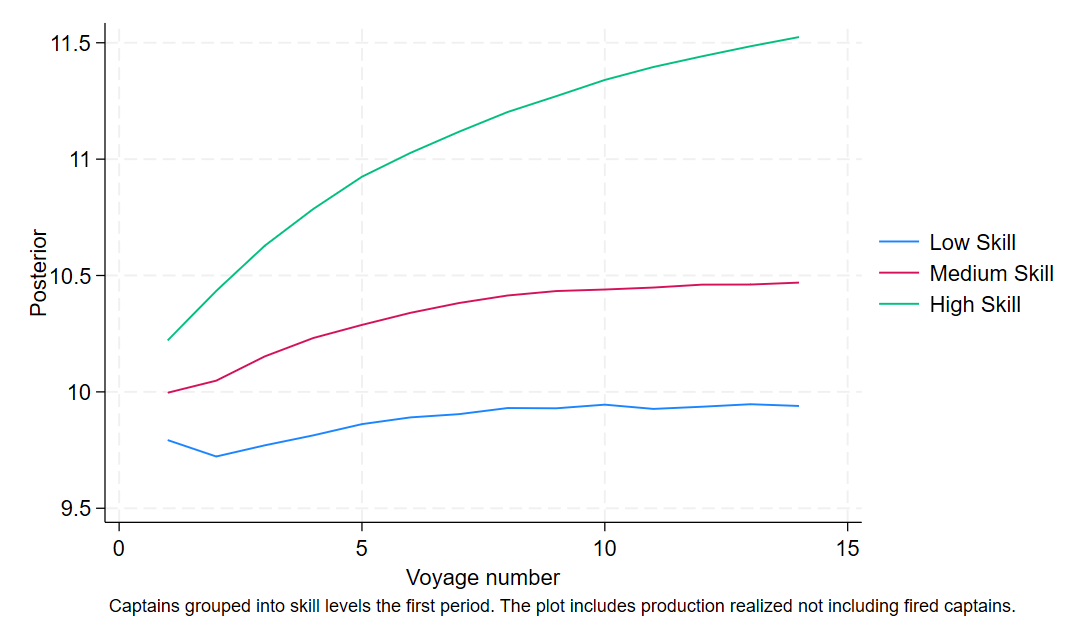 11.5
11
10.5
10
9.5
Posterior
0
5
10
15
Voyage number
Low Skill
Medium Skill
High Skill
Captains grouped into skill levels the first period. The plot includes production realized not including fired captains.